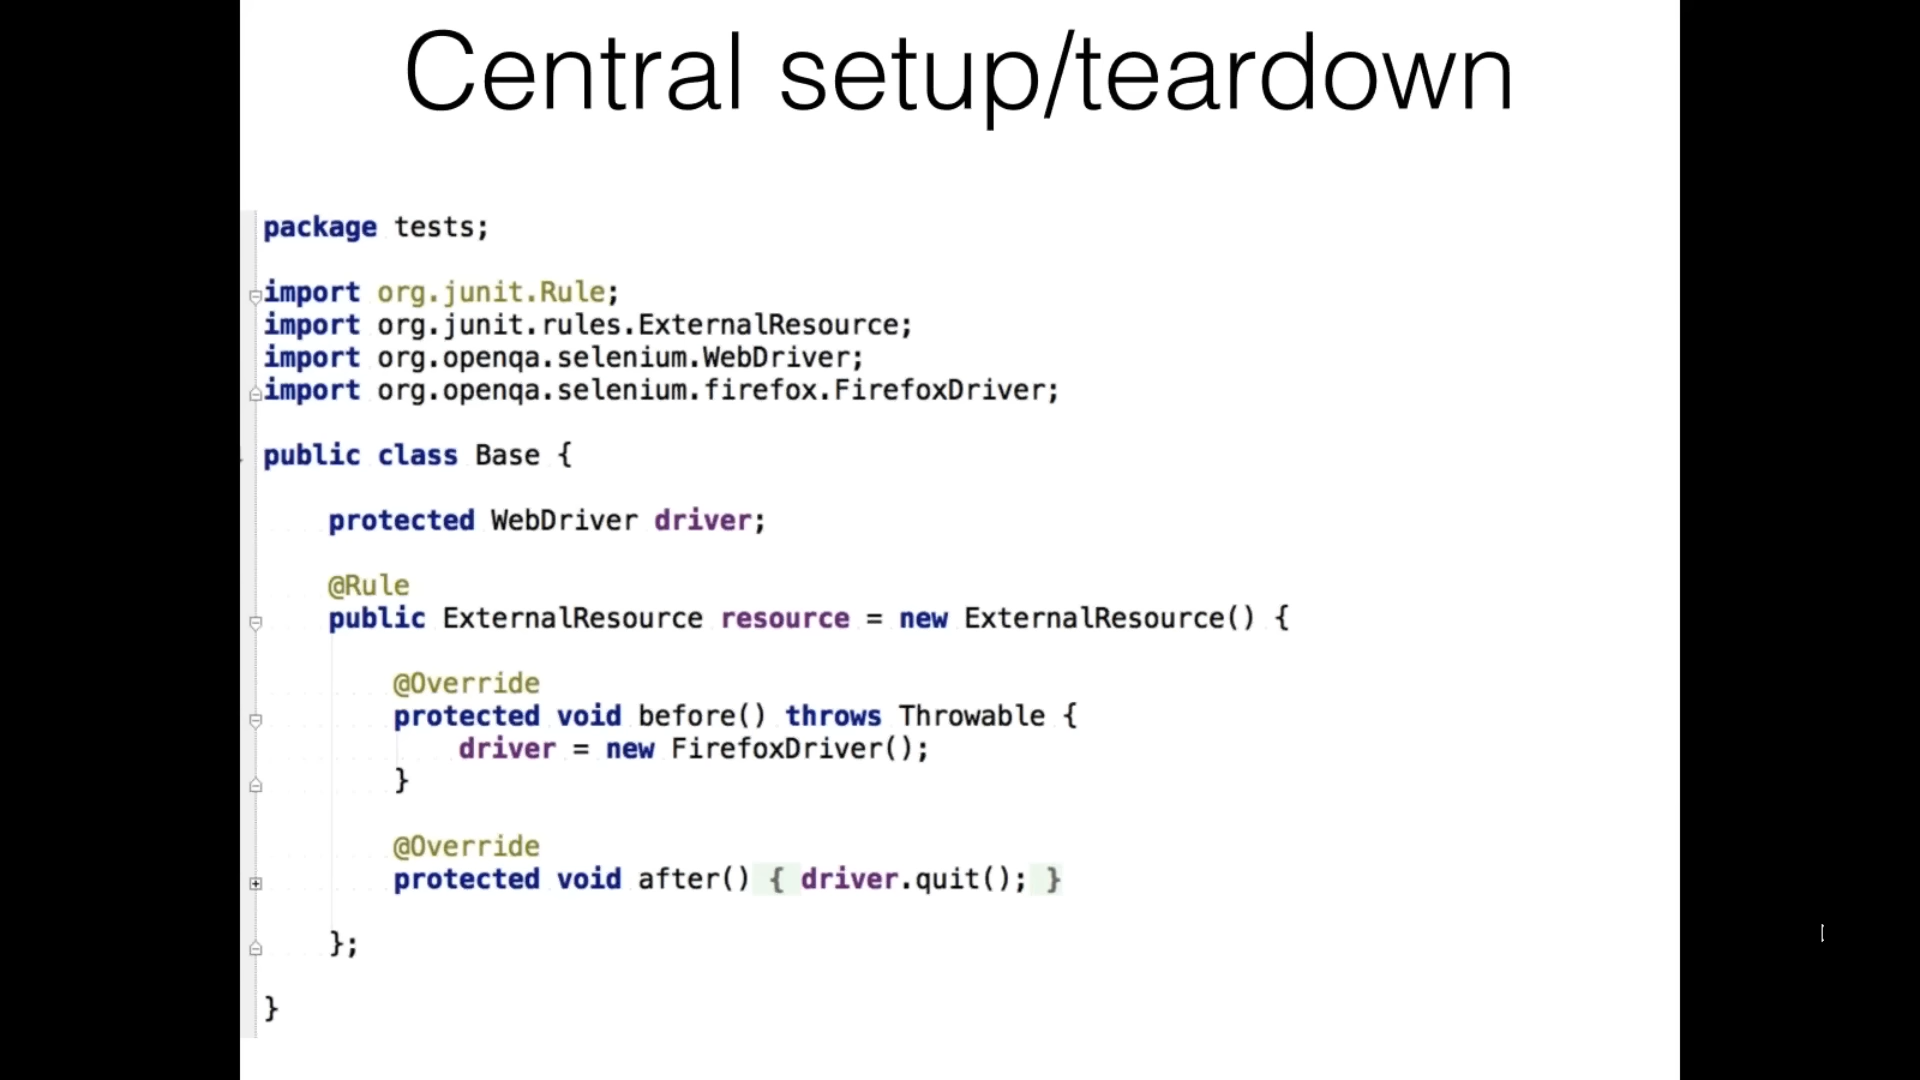 Central setup/teardown
package tests;
import org.junit.Rule;
import org.junit.rules.ExternalResource;
import org.openqa.selenium.WebDriver;
import org.openqa.selenium.firefox.FirefoxDriver;
public class Base {
protected WebDriver driver;
@Rule
public ExternalResource resource = new ExternalResource() {
@Override
protected void before() throws Throwable {
driver = new FirefoxDriver();
}
@Override
protected void after() { driver.quit(); }
};
}